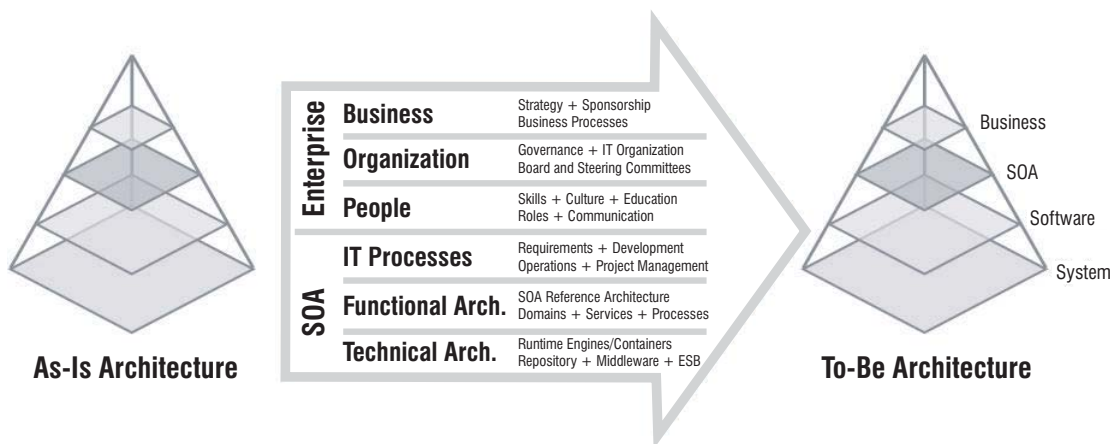 Enterprise
Business
Strategy + Sponsorship
Business Processes
Organization
Governance + IT Organization
Board and Steering Committees
People
Skills + Culture + Education
Roles + Communication
SOA
IT Processes
Requirements + Development
Operations + Project Management
Functional Arch.
SOA Reference Architecture
Domains + Services + Processes
Technical Arch.
Runtime Engines/Containers
Repository + Middleware + ESB
As-Is Architecture
Business
SOA
Software
System
To-Be Architecture